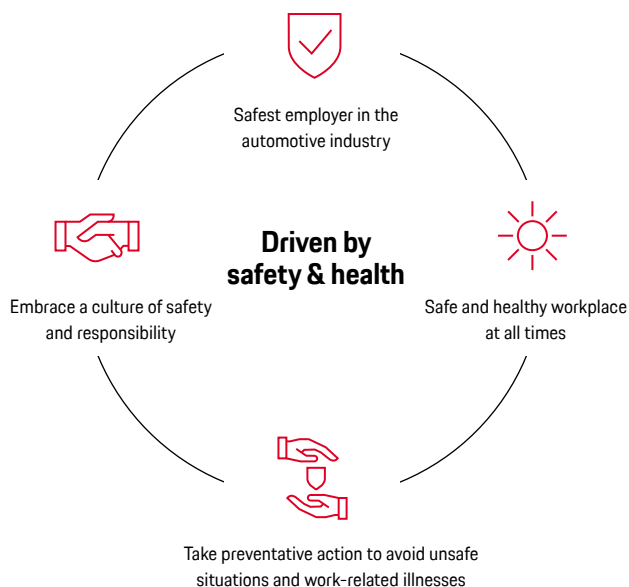 Safest employer in the
automotive industry
Driven by
safety & health
Embrace a culture of safety
and responsibility
Safe and healthy workplace
at all times
Take preventative action to avoid unsafe
situations and work-related illnesses